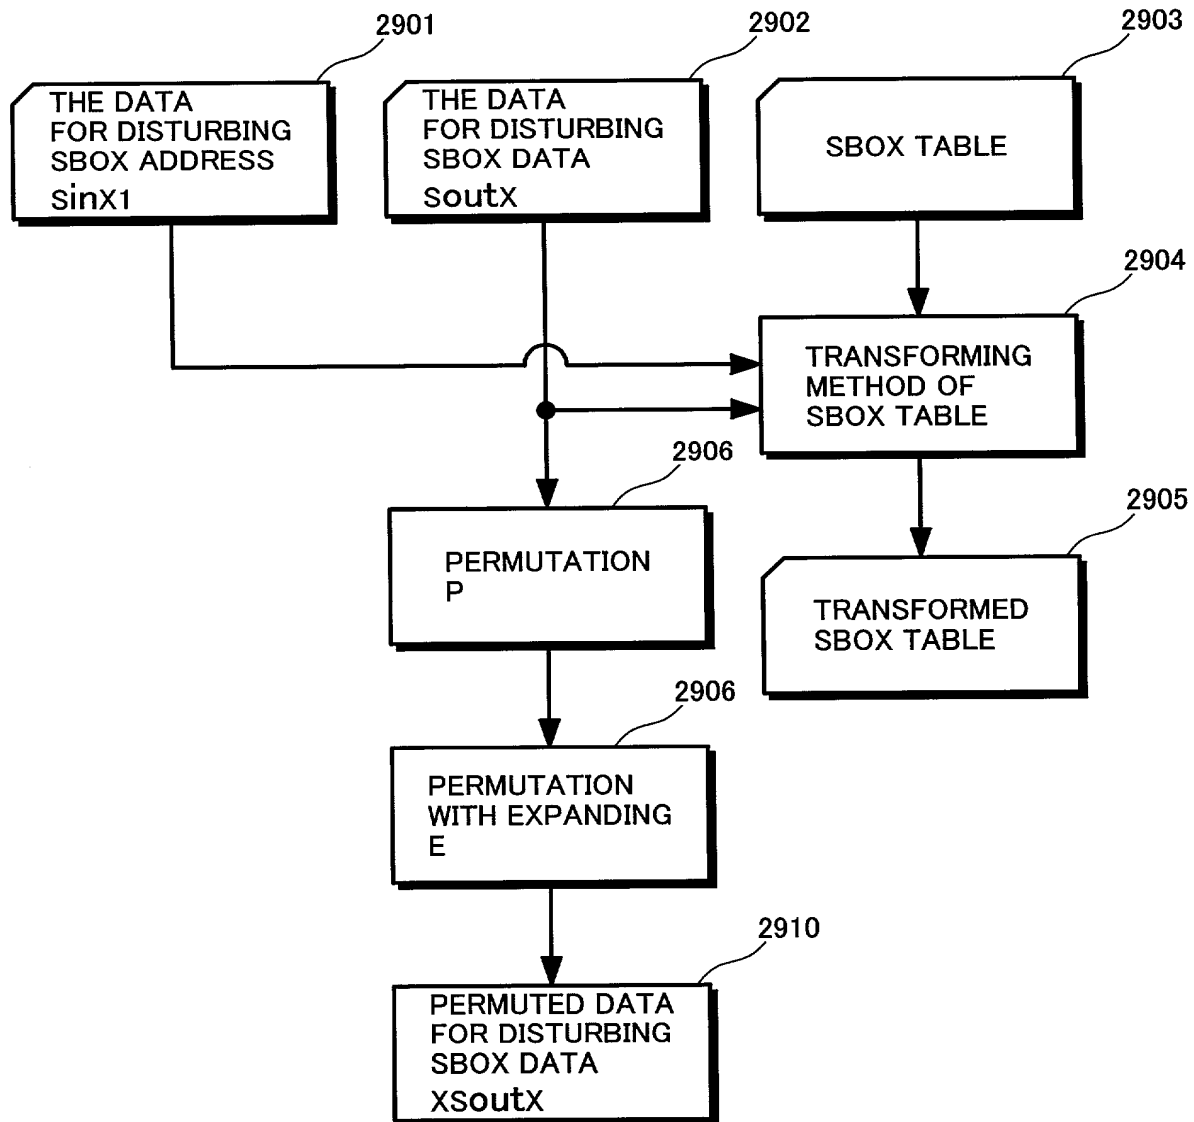 2901
2902
2903
THE DATA
FOR DISTURBING
SBOX ADDRESS
sinX1
THE DATA
FOR DISTURBING
SBOX DATA
soutX
SBOX TABLE
2904
TRANSFORMING
METHOD OF
SBOX TABLE
2906
PERMUTATION
P
2905
TRANSFORMED
SBOX TABLE
2906
PERMUTATION
WITH EXPANDING
E
2910
PERMUTED DATA
FOR DISTURBING
SBOX DATA
XSoutX